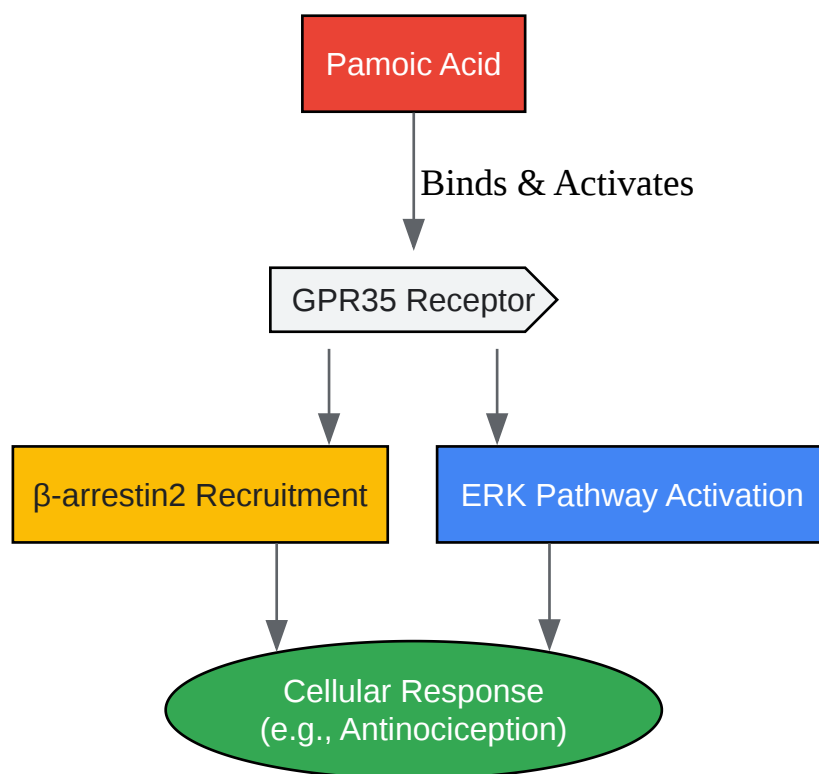 Pamoic Acid
Binds & Activates
GPR35 Receptor
β-arrestin2 Recruitment
ERK Pathway Activation
Cellular Response
(e.g., Antinociception)